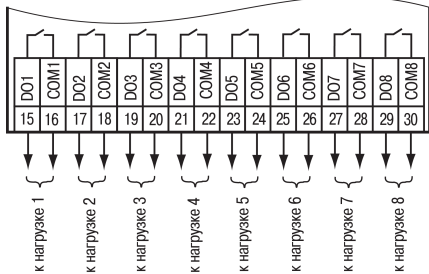 DO1 COM1 DO2 COM2 DO3 COM3 DO4 COM4 DO5 COM5 DO6 COM6 DO7 COM7 DO8 COM8
15 16 17 18 19 20 21 22 23 24 25 26 27 28 29 30
к нагрузке 1
к нагрузке 2
к нагрузке 3
к нагрузке 4
к нагрузке 5
к нагрузке 6
к нагрузке 7
к нагрузке 8